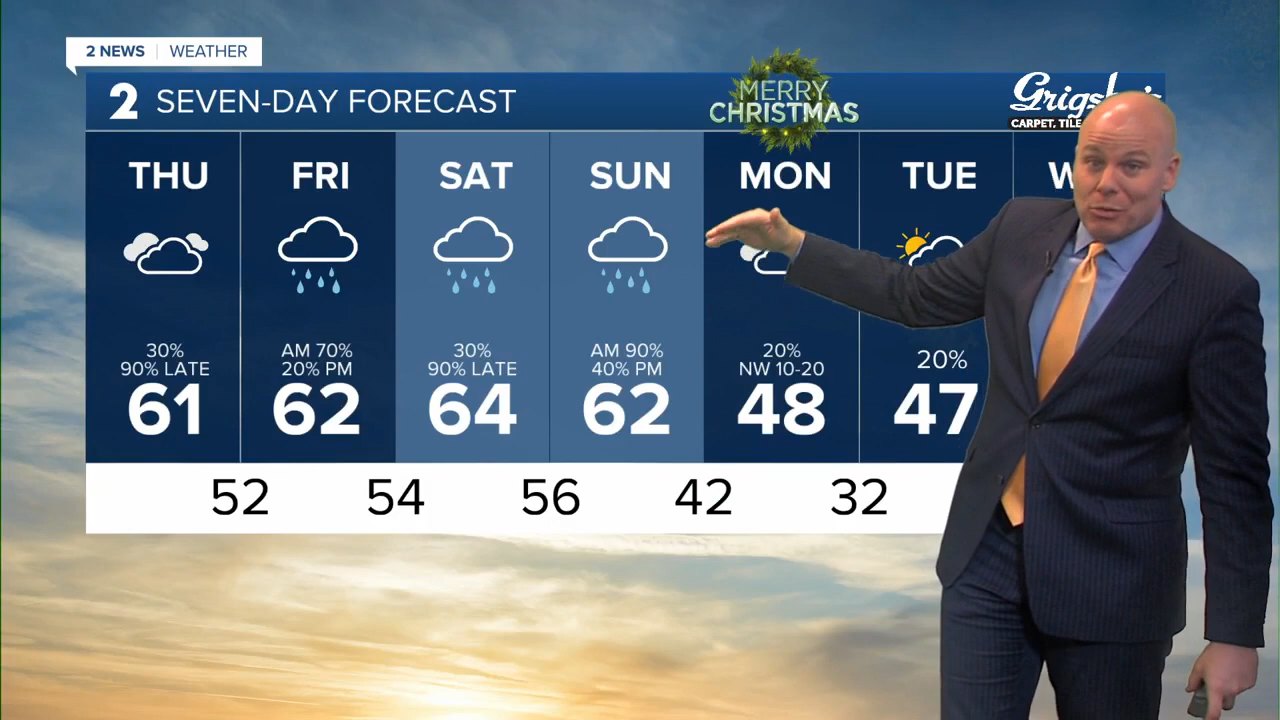 2 NEWS | WEATHER
2 SEVEN-DAY FORECAST
MERRY
CHRISTMAS
CARPET, TILE
THU FRI SAT SUN MON TUE
30% AM 70% 30% AM 90% 20% 20%
90% LATE 20% PM 90% LATE 40% PM NW 10-20
61 62 64 62 48 47
52 54 56 42 32